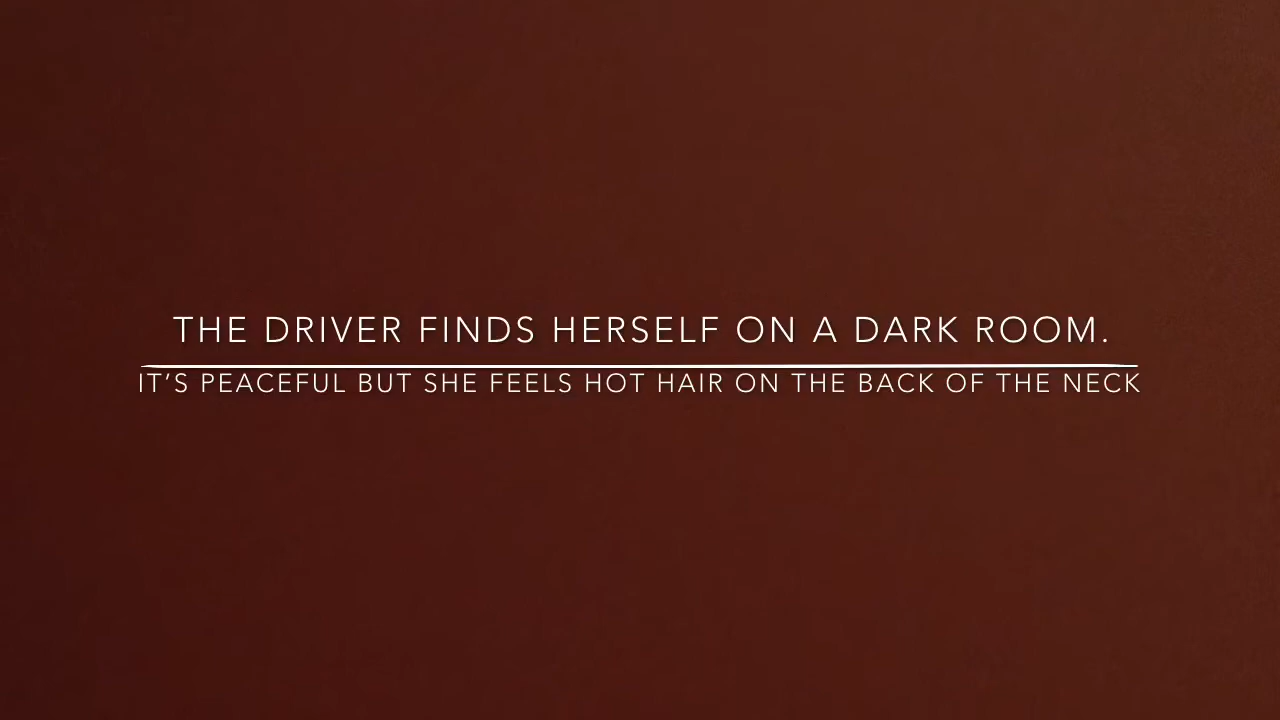 THE DRIVER FINDS HERSELF ON A DARK ROOM.
IT’S PEACEFUL BUT SHE FEELS HOT HAIR ON THE BACK OF THE NECK